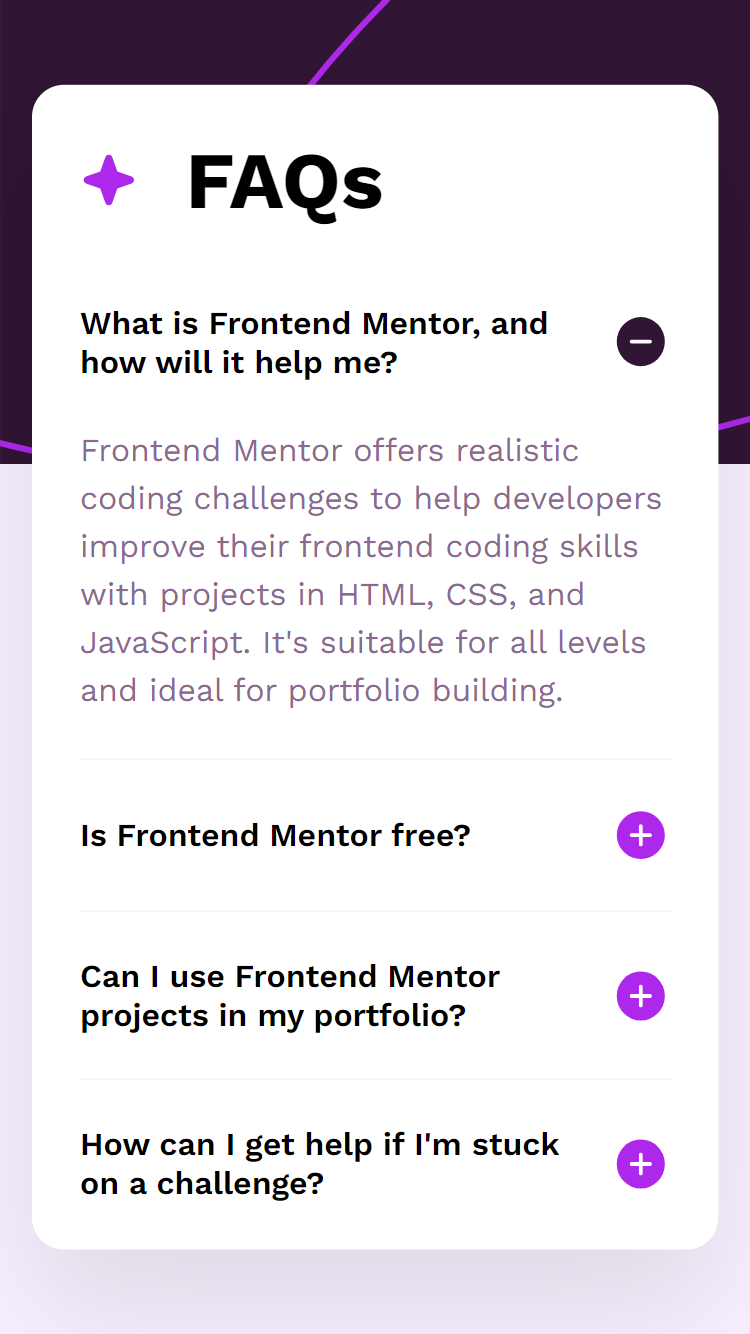 FAQs
What is Frontend Mentor, and
how will it help me?
Frontend Mentor offers realistic
coding challenges to help developers
improve their frontend coding skills
with projects in HTML, CSS, and
JavaScript. It's suitable for all levels
and ideal for portfolio building.
Is Frontend Mentor free?
Can I use Frontend Mentor
projects in my portfolio?
How can I get help if I'm stuck
on a challenge?